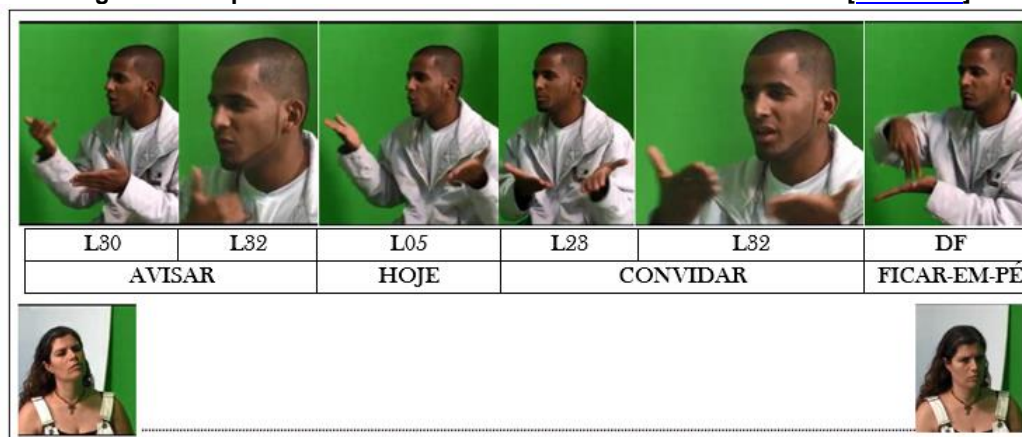 L30 L32 L05 L23 L32 DF
AVISAR HOJE CONVIDAR FICAR-EM-PÉ